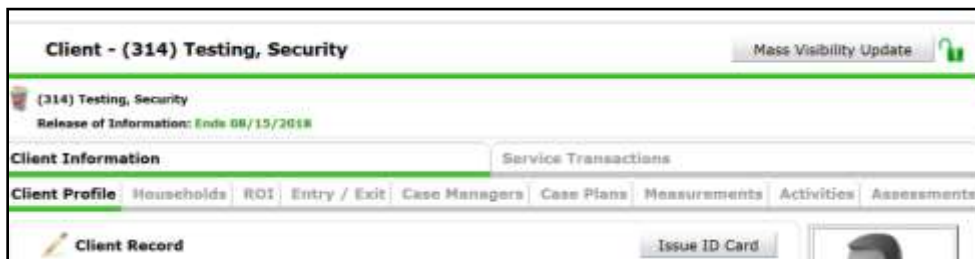 Client - (314) Testing, Security
Mass Visibility Update
(314) Testing, Security
Release of Information: Ends 08/15/2018
Client Information Service Transactions
Client Profile Households ROI Entry / Exit Case Managers Case Plans Measurements Activities Assessments
Client Record
Issue ID Card